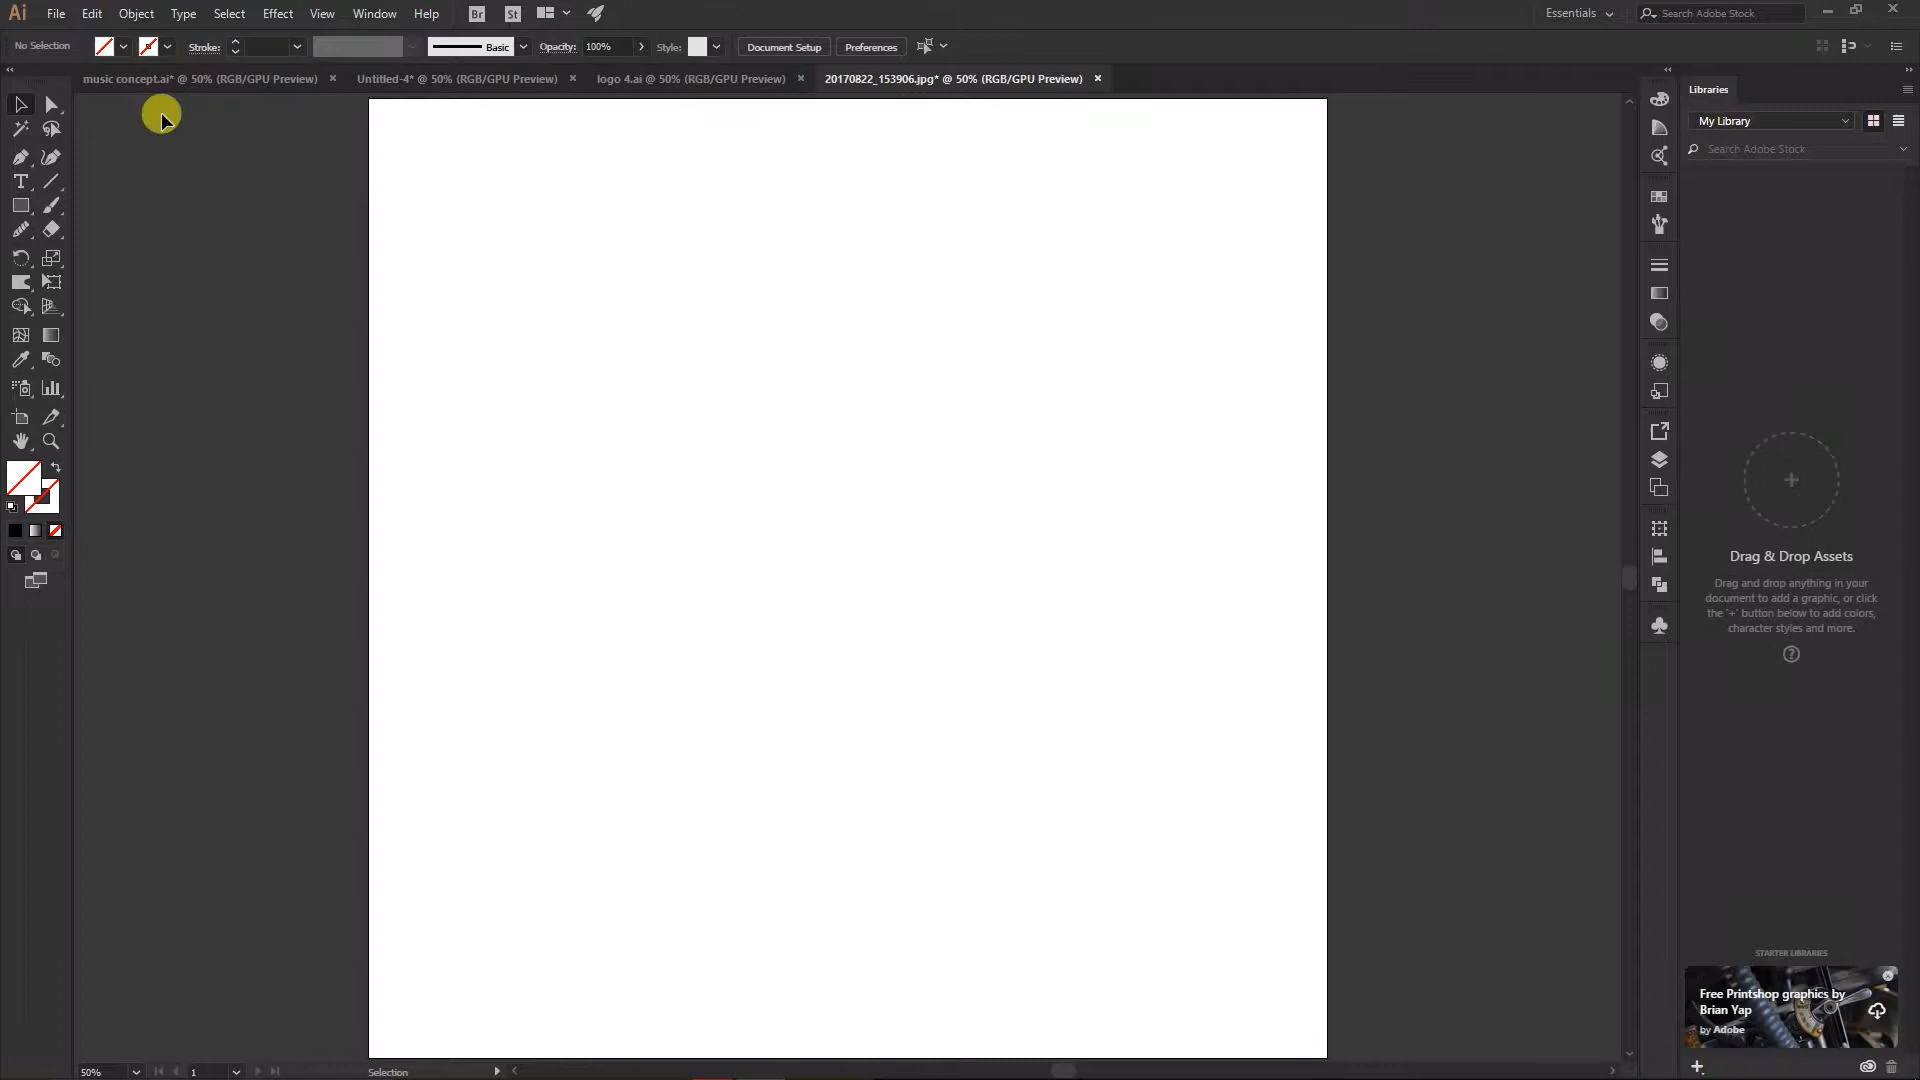 Ai File Edit Object Type Select Effect View Window Help Br St Essentials Search Adobe Stock
No Selection Stroke: Basic Opacity: 100% Style: Document Setup Preferences
music concept.ai* @ 50% (RGB/GPU Preview) Untitled-4* @ 50% (RGB/GPU Preview) logo 4.ai @ 50% (RGB/GPU Preview) 20170822_153906.jpg* @ 50% (RGB/GPU Preview)
Libraries
My Library
Search Adobe Stock
Drag & Drop Assets
Drag and drop anything in your
document to add a graphic, or click
the '+' button below to add colors,
character styles and more.
STARTER LIBRARIES
Free Printshop graphics by
Brian Yap
by Adobe
50% 1 Selection